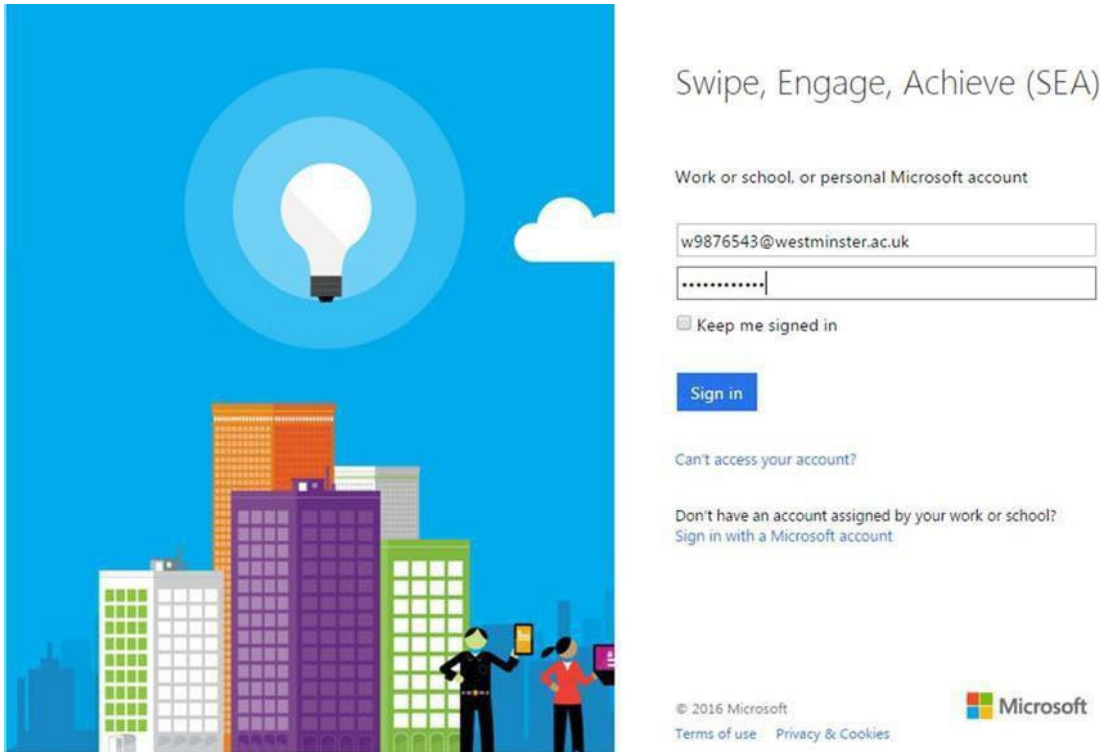 Swipe, Engage, Achieve (SEA)
Work or school, or personal Microsoft account
w9876543@westminster.ac.uk
••••••••••••
Keep me signed in
Sign in
Can't access your account?
Don't have an account assigned by your work or school?
Sign in with a Microsoft account
© 2016 Microsoft
Terms of use Privacy & Cookies
Microsoft